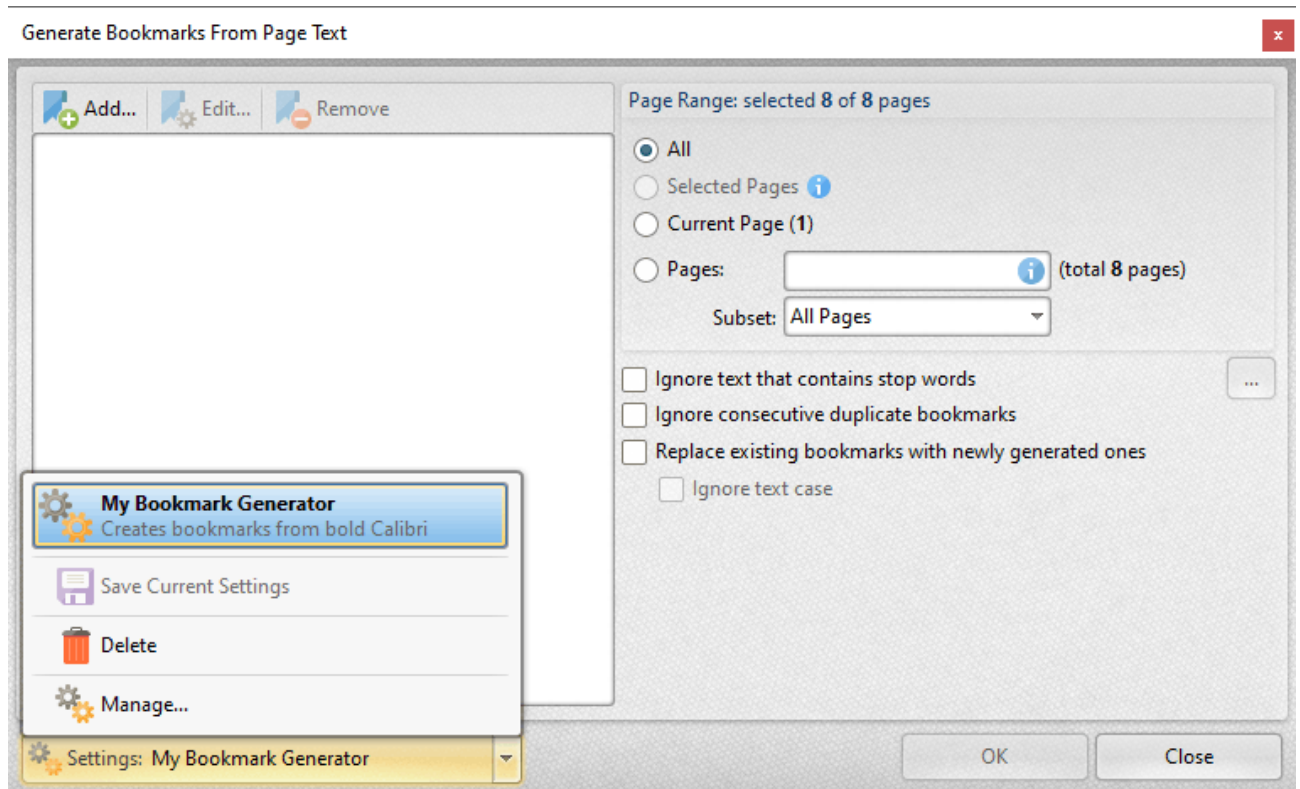 Generate Bookmarks From Page Text
x
Add... Edit... Remove
Page Range: selected 8 of 8 pages
All
Selected Pages i
Current Page (1)
Pages: i (total 8 pages)
Subset: All Pages
Ignore text that contains stop words ...
Ignore consecutive duplicate bookmarks
Replace existing bookmarks with newly generated ones
Ignore text case
My Bookmark Generator
Creates bookmarks from bold Calibri
Save Current Settings
Delete
Manage...
Settings: My Bookmark Generator
OK Close